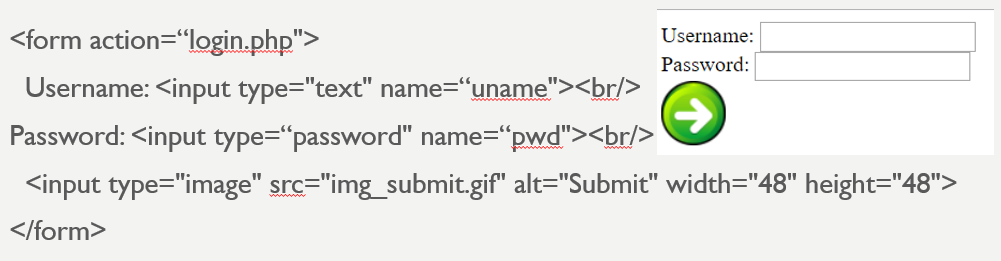 <form action=“login.php">
Username: <input type="text" name=“uname"><br/>
Password: <input type=“password" name=“pwd"><br/>
<input type="image" src="img_submit.gif" alt="Submit" width="48" height="48">
</form>
Username:
Password: